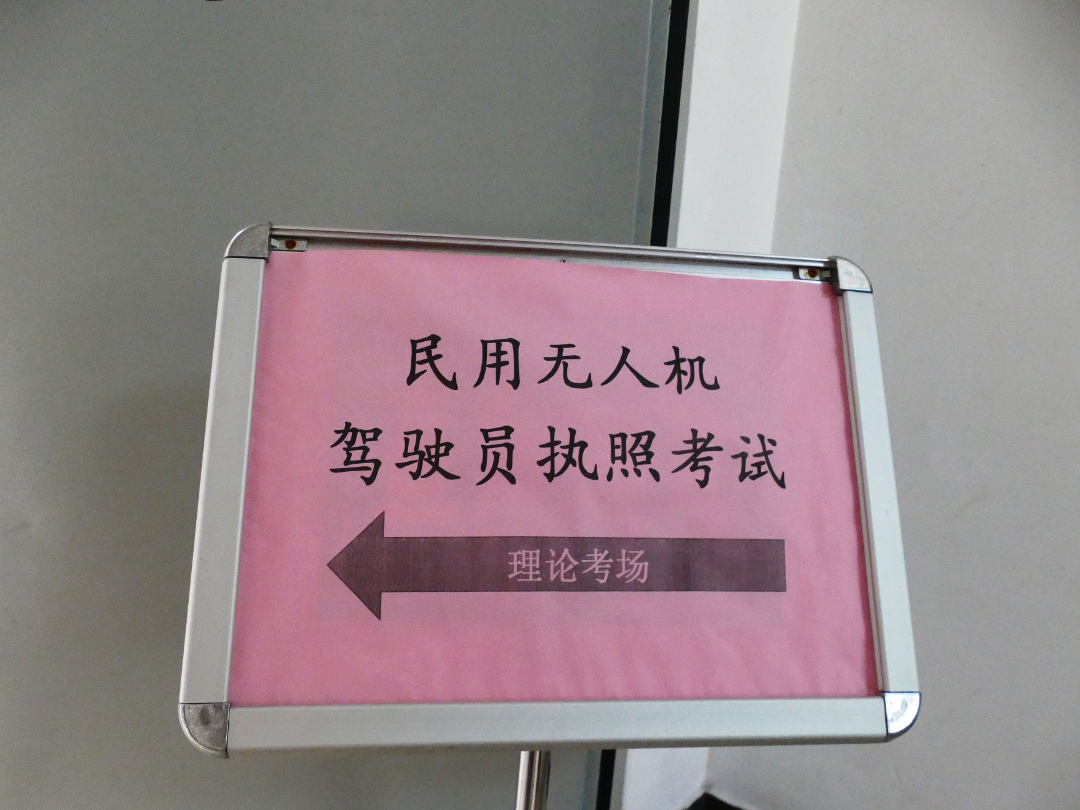 民用无人机
驾驶员执照考试
理论考场